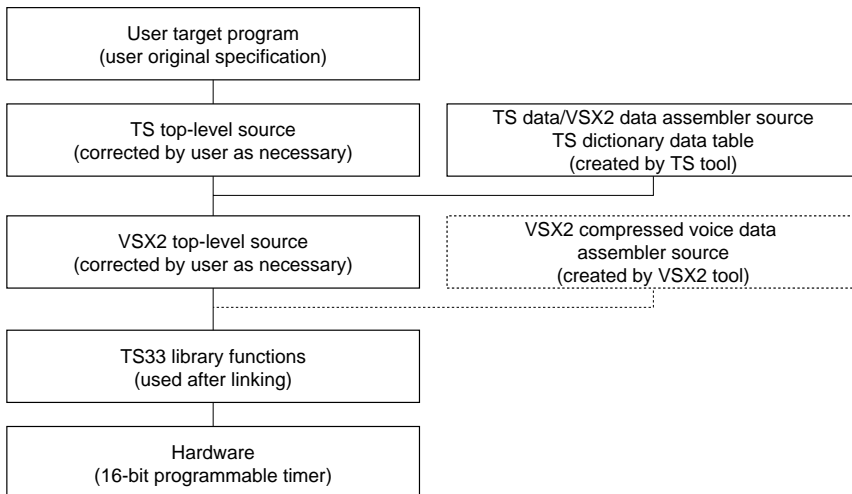 User target program
(user original specification)
TS top-level source
(corrected by user as necessary)
TS data/VSX2 data assembler source
TS dictionary data table
(created by TS tool)
VSX2 top-level source
(corrected by user as necessary)
VSX2 compressed voice data
assembler source
(created by VSX2 tool)
TS33 library functions
(used after linking)
Hardware
(16-bit programmable timer)